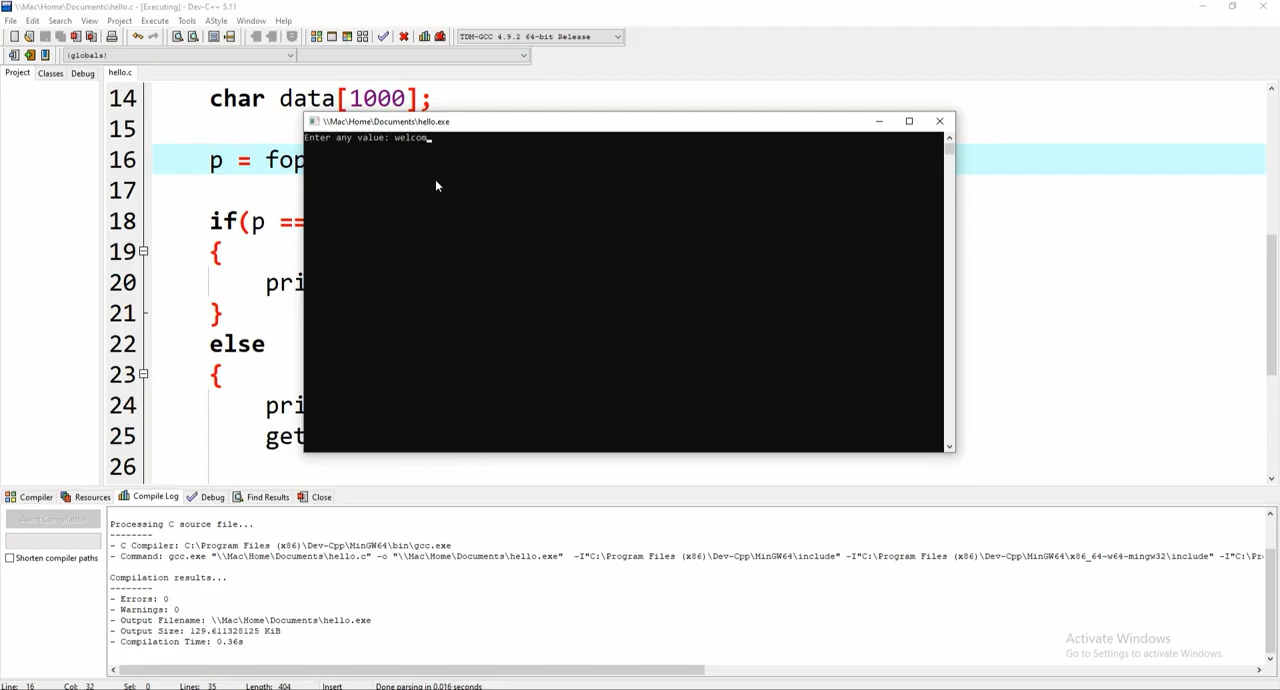 \\Mac\Home\Documents\hello.c - [Executing] - Dev-C++ 5.11
File Edit Search View Project Execute Tools AStyle Window Help
TDM-GCC 4.9.2 64-bit Release
(globals)
Project Classes Debug hello.c
14 char data[1000];
15
\\Mac\Home\Documents\hello.exe
Enter any value: welcom
16 p = fop
17
18 if(p ==
19 {
20 pri
21 }
22 else
23 {
24 pri
25 get
26
Compiler Resources Compile Log Debug Find Results Close
Abort Compilation
Shorten compiler paths
Processing C source file...
--------
- C Compiler: C:\Program Files (x86)\Dev-Cpp\MinGW64\bin\gcc.exe
- Command: gcc.exe "\\Mac\Home\Documents\hello.c" -o "\\Mac\Home\Documents\hello.exe" -I"C:\Program Files (x86)\Dev-Cpp\MinGW64\include" -I"C:\Program Files (x86)\Dev-Cpp\MinGW64\x86_64-w64-mingw32\include" -I"C:\Pr
Compilation results...
--------
- Errors: 0
- Warnings: 0
- Output Filename: \\Mac\Home\Documents\hello.exe
- Output Size: 129.611328125 KiB
- Compilation Time: 0.36s
Activate Windows
Go to Settings to activate Windows.
Line: 16 Col: 32 Sel: 0 Lines: 35 Length: 404 Insert Done parsing in 0.016 seconds